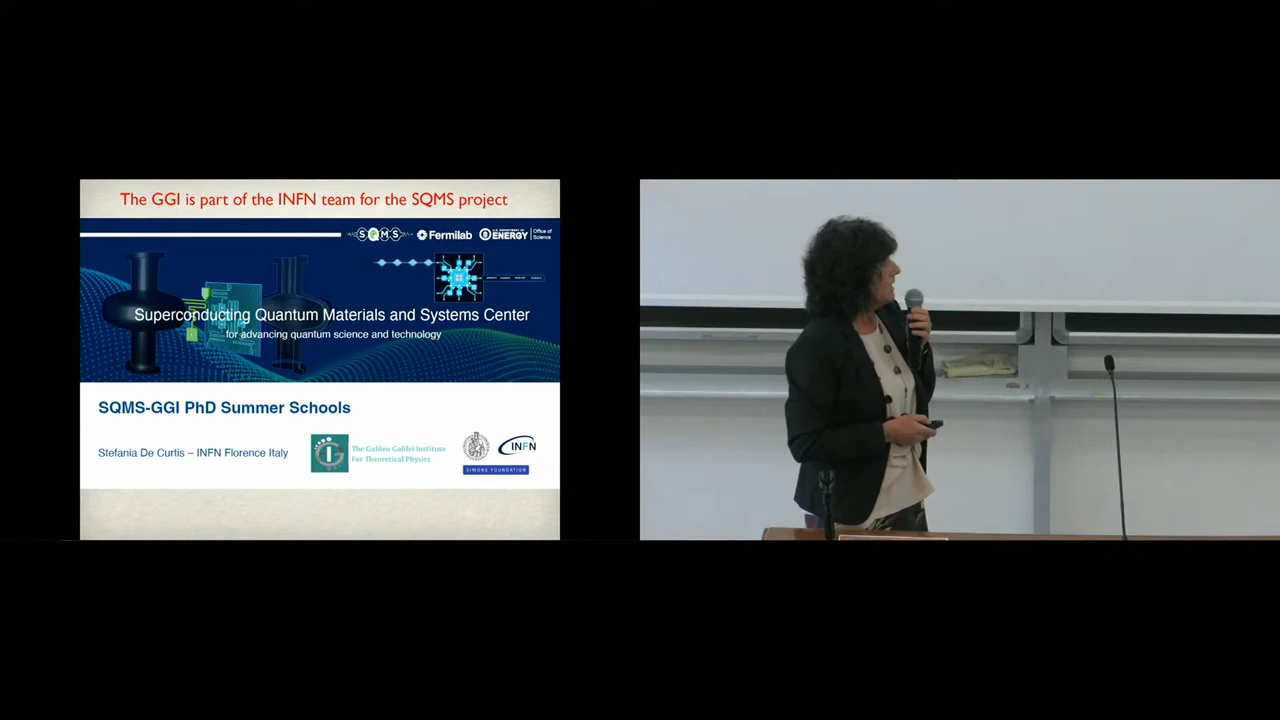 The GGI is part of the INFN team for the SQMS project
SQMS
Fermilab
U.S. DEPARTMENT OF
ENERGY
Office of
Science
Superconducting Quantum Materials and Systems Center
for advancing quantum science and technology
SQMS-GGI PhD Summer Schools
Stefania De Curtis – INFN Florence Italy
The Galileo Galilei Institute
For Theoretical Physics
INFN
SIMONS FOUNDATION